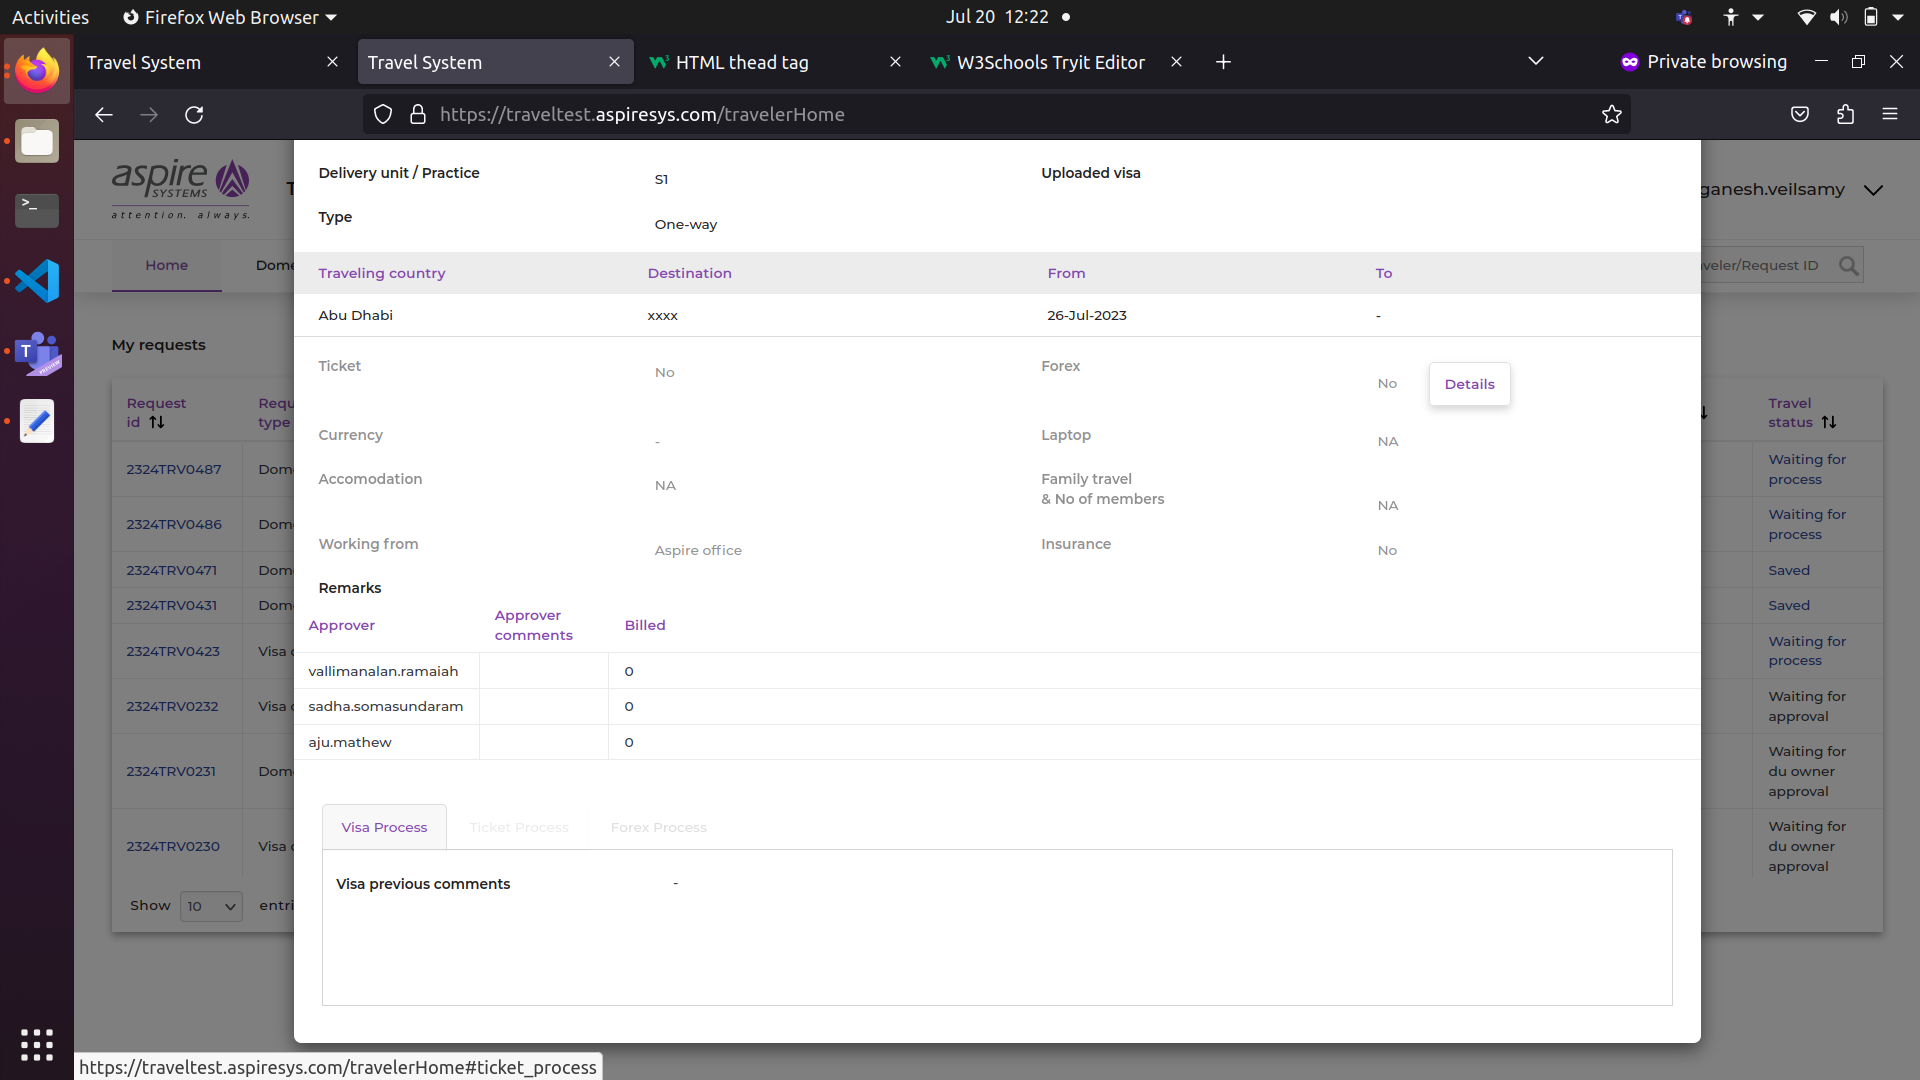 Activities
Firefox Web Browser
Jul 20 12:22
Travel System
Travel System
HTML thead tag
W3Schools Tryit Editor
Private browsing
https://traveltest.aspiresys.com/travelerHome
aspire
SYSTEMS
attention. always.
T
ganesh.veilsamy
Home
Dome
veler/Request ID
My requests
Request id
Requ type
Travel status
2324TRV0487
Dom
Waiting for process
2324TRV0486
Dom
Waiting for process
2324TRV0471
Dom
Saved
2324TRV0431
Dom
Saved
2324TRV0423
Visa
Waiting for process
2324TRV0232
Visa
Waiting for approval
2324TRV0231
Dom
Waiting for du owner approval
2324TRV0230
Visa
Waiting for du owner approval
Show 10 entri
Delivery unit / Practice
S1
Uploaded visa
Type
One-way
Traveling country Destination From To
Abu Dhabi xxxx 26-Jul-2023 -
Ticket
No
Forex
No
Details
Currency
-
Laptop
NA
Accomodation
NA
Family travel
& No of members
NA
Working from
Aspire office
Insurance
No
Remarks
Approver
Approver comments
Billed
vallimanalan.ramaiah 0
sadha.somasundaram 0
aju.mathew 0
Visa Process Ticket Process Forex Process
Visa previous comments -
https://traveltest.aspiresys.com/travelerHome#ticket_process